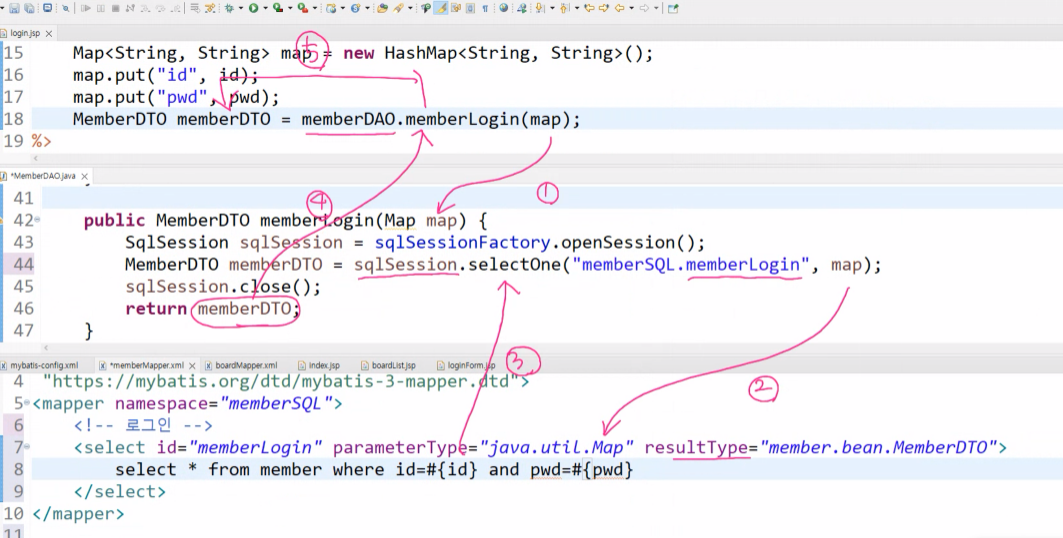 login.jsp
15 Map<String, String> map = new HashMap<String, String>();
16 map.put("id", id);
17 map.put("pwd", pwd);
18 MemberDTO memberDTO = memberDAO.memberLogin(map);
19 %>
*MemberDAO.java
41
42 public MemberDTO memberLogin(Map map) {
43 SqlSession sqlSession = sqlSessionFactory.openSession();
44 MemberDTO memberDTO = sqlSession.selectOne("memberSQL.memberLogin", map);
45 sqlSession.close();
46 return memberDTO;
47 }
mybatis-config.xml *memberMapper.xml boardMapper.xml index.jsp boardList.jsp loginForm.jsp
4 "https://mybatis.org/dtd/mybatis-3-mapper.dtd">
5 <mapper namespace="memberSQL">
6 <!-- 로그인 -->
7 <select id="memberLogin" parameterType="java.util.Map" resultType="member.bean.MemberDTO">
8 select * from member where id=#{id} and pwd=#{pwd}
9 </select>
10 </mapper>
11
①
②
③
④
⑤